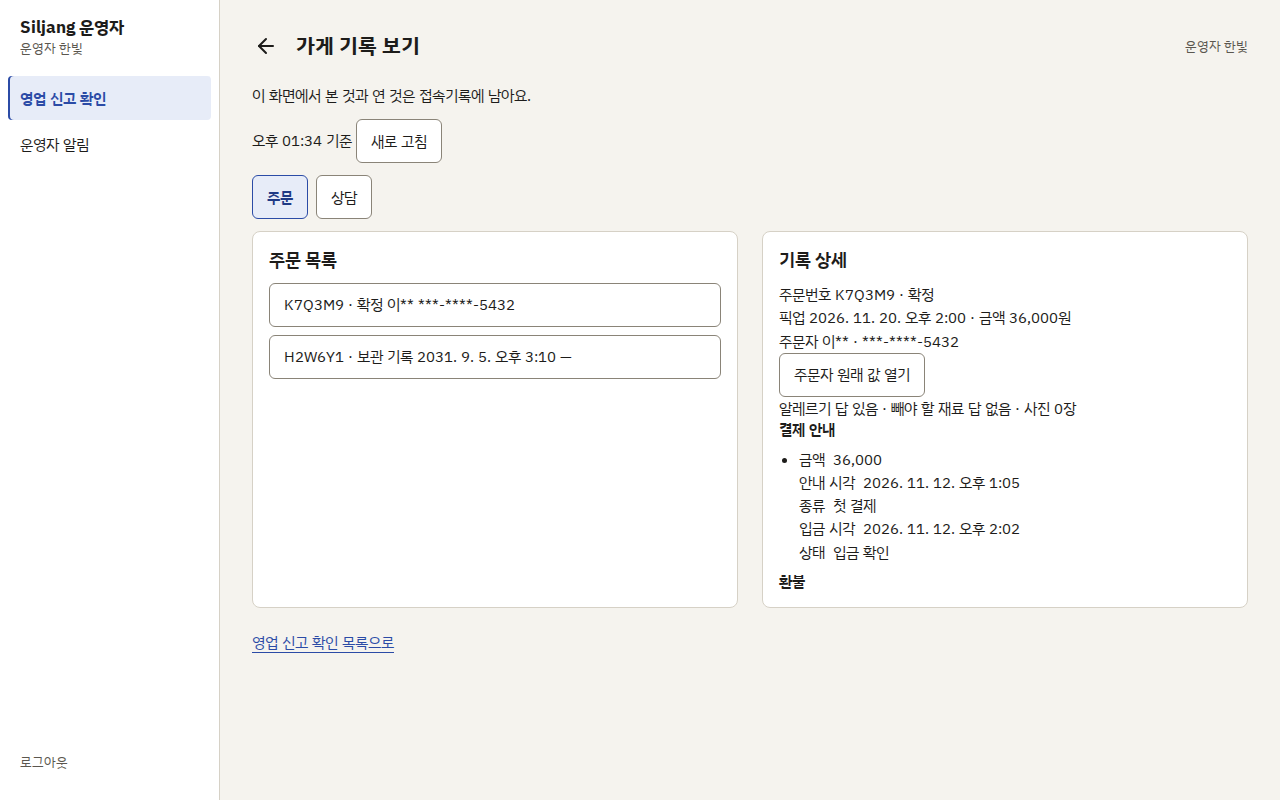 Siljang 운영자
운영자 한빛
영업 신고 확인
운영자 알림
로그아웃
가게 기록 보기
운영자 한빛
이 화면에서 본 것과 연 것은 접속기록에 남아요.
오후 01:34 기준 새로 고침
주문 상담
주문 목록
K7Q3M9 · 확정 이** ***-****-5432
H2W6Y1 · 보관 기록 2031. 9. 5. 오후 3:10 —
기록 상세
주문번호 K7Q3M9 · 확정
픽업 2026. 11. 20. 오후 2:00 · 금액 36,000원
주문자 이** · ***-****-5432
주문자 원래 값 열기
알레르기 답 있음 · 빼야 할 재료 답 없음 · 사진 0장
결제 안내
• 금액 36,000
안내 시각 2026. 11. 12. 오후 1:05
종류 첫 결제
입금 시각 2026. 11. 12. 오후 2:02
상태 입금 확인
환불
영업 신고 확인 목록으로